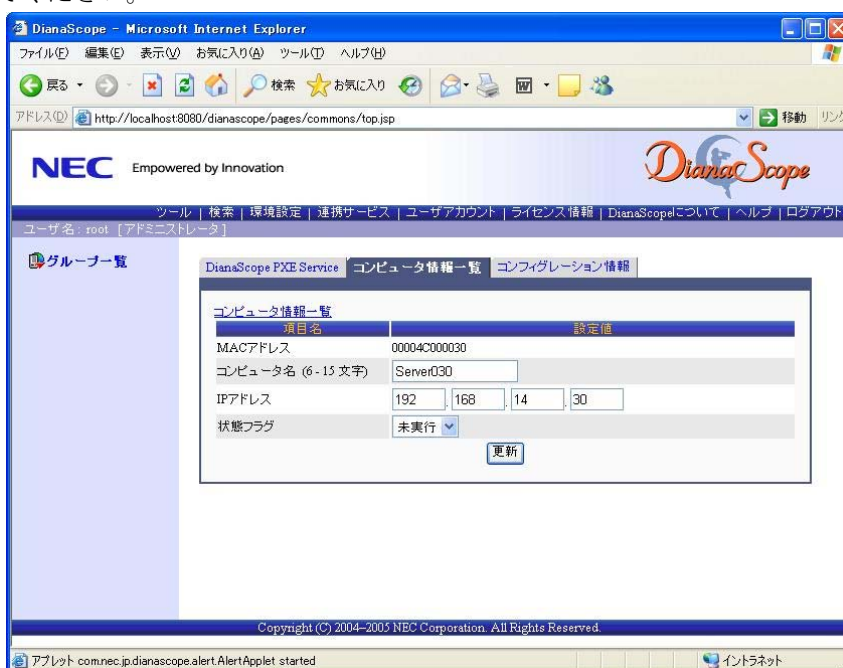 ください。
DianaScope - Microsoft Internet Explorer
ファイル(F) 編集(E) 表示(V) お気に入り(A) ツール(T) ヘルプ(H)
戻る 検索 お気に入り
アドレス(D) http://localhost:8080/dianascope/pages/commons/top.jsp 移動 リンク
NEC Empowered by Innovation DianaScope
ツール | 検索 | 環境設定 | 連携サービス | ユーザアカウント | ライセンス情報 | DianaScopeについて | ヘルプ | ログアウト
ユーザ名 : root [アドミニストレータ]
グループ一覧
DianaScope PXE Service コンピュータ情報一覧 コンフィグレーション情報
コンピュータ情報一覧
項目名 設定値
MACアドレス 00004C000030
コンピュータ名 (6 - 15 文字) Server030
IPアドレス 192 . 168 . 14 . 30
状態フラグ 未実行
更新
Copyright (C) 2004-2005 NEC Corporation. All Rights Reserved.
アプレット com.nec.jp.dianascope.alert.AlertApplet started イントラネット